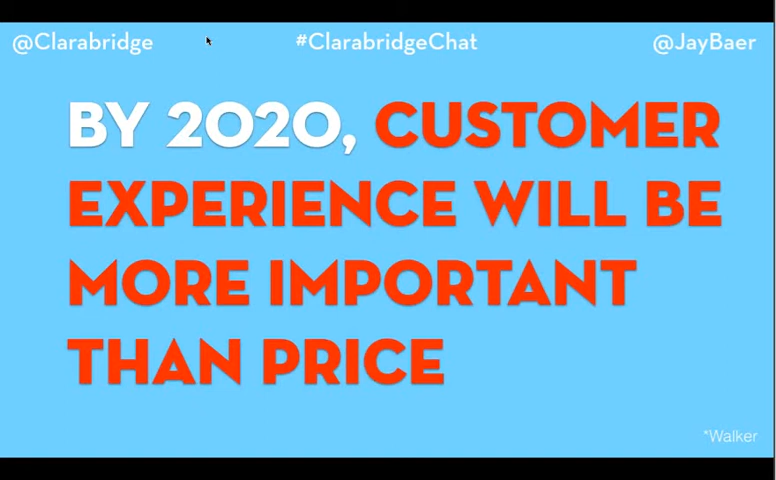 @Clarabridge #ClarabridgeChat @JayBaer
BY 2020, CUSTOMER
EXPERIENCE WILL BE
MORE IMPORTANT
THAN PRICE
*Walker